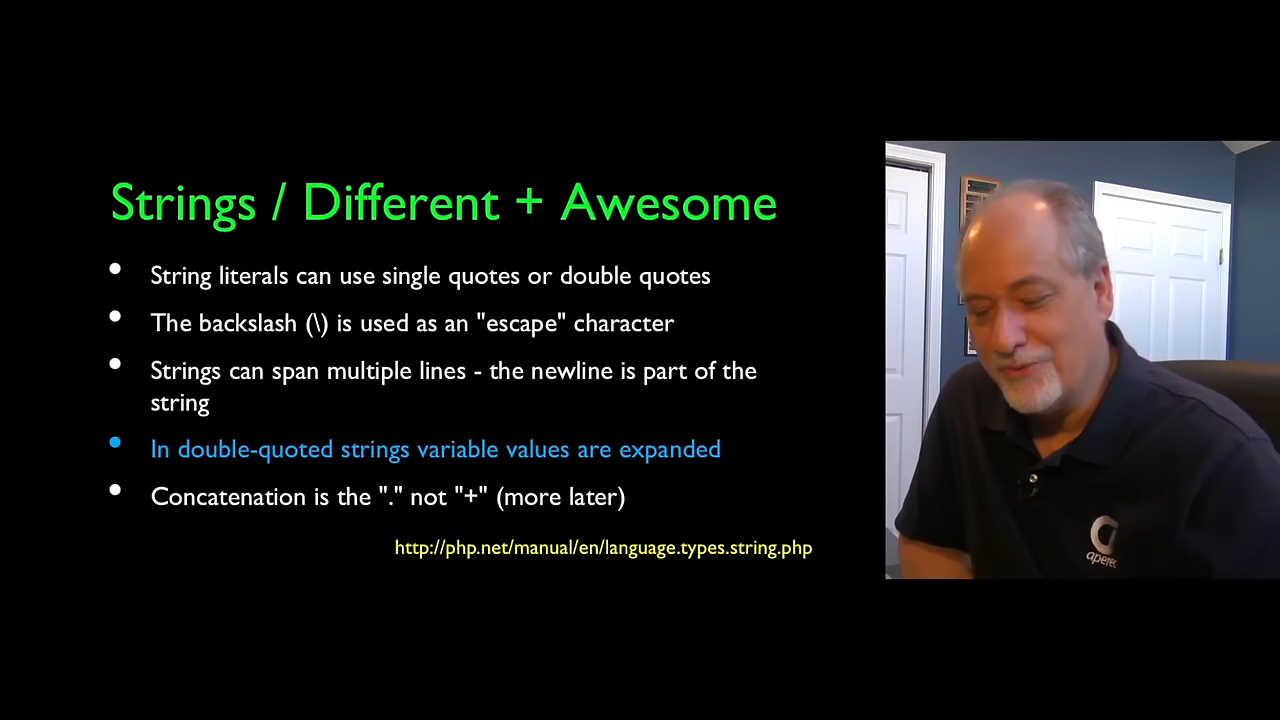 Strings / Different + Awesome
String literals can use single quotes or double quotes
The backslash (\) is used as an "escape" character
Strings can span multiple lines - the newline is part of the
string
In double-quoted strings variable values are expanded
Concatenation is the "." not "+" (more later)
http://php.net/manual/en/language.types.string.php
apereo